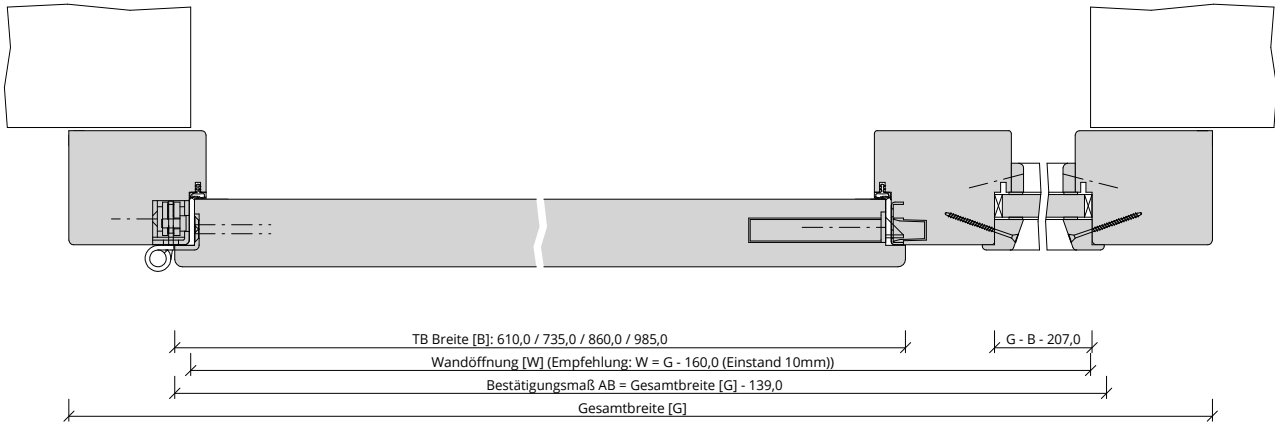 TB Breite [B]: 610,0 / 735,0 / 860,0 / 985,0
G - B - 207,0
Wandöffnung [W] (Empfehlung: W = G - 160,0 (Einstand 10mm))
Bestätigungsmaß AB = Gesamtbreite [G] - 139,0
Gesamtbreite [G]